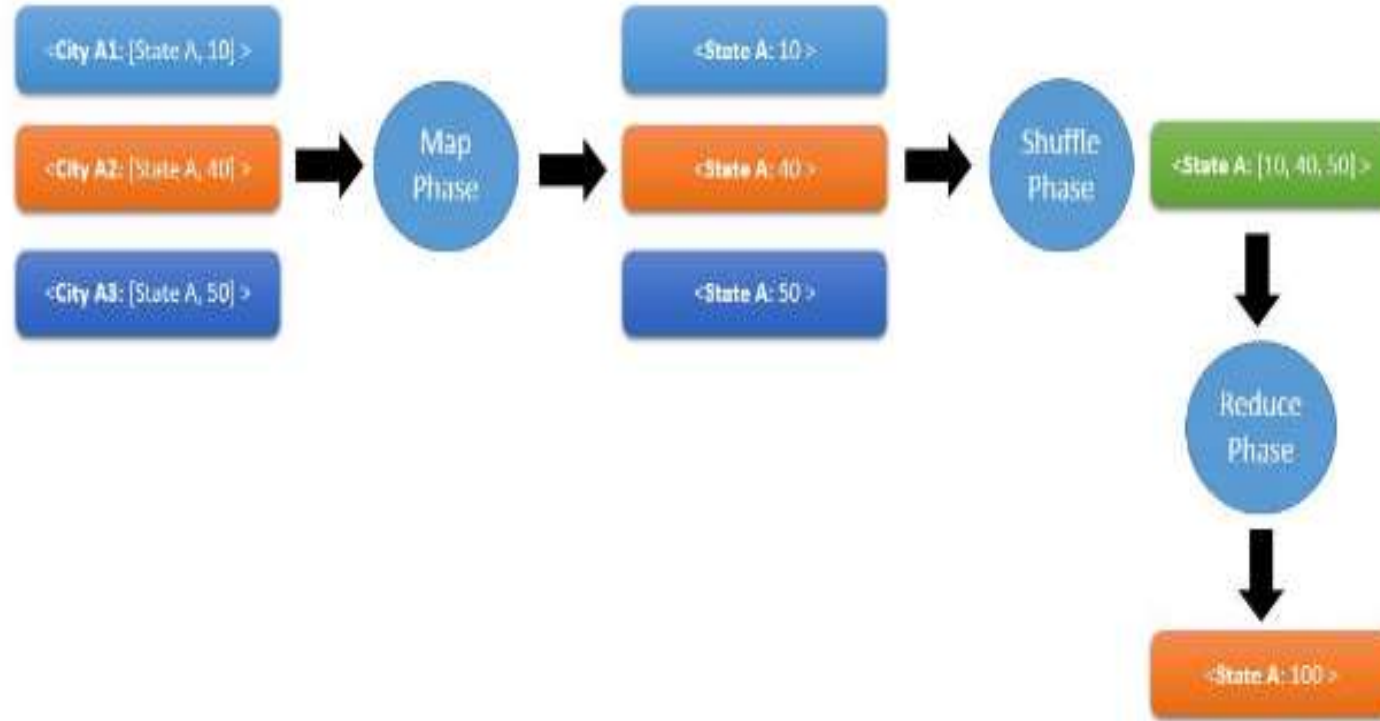 <City A1: [State A, 10] >
<City A2: [State A, 40] >
<City A3: [State A, 50] >
Map
Phase
<State A: 10 >
<State A: 40 >
<State A: 50 >
Shuffle
Phase
<State A: [10, 40, 50] >
Reduce
Phase
<State A: 100 >